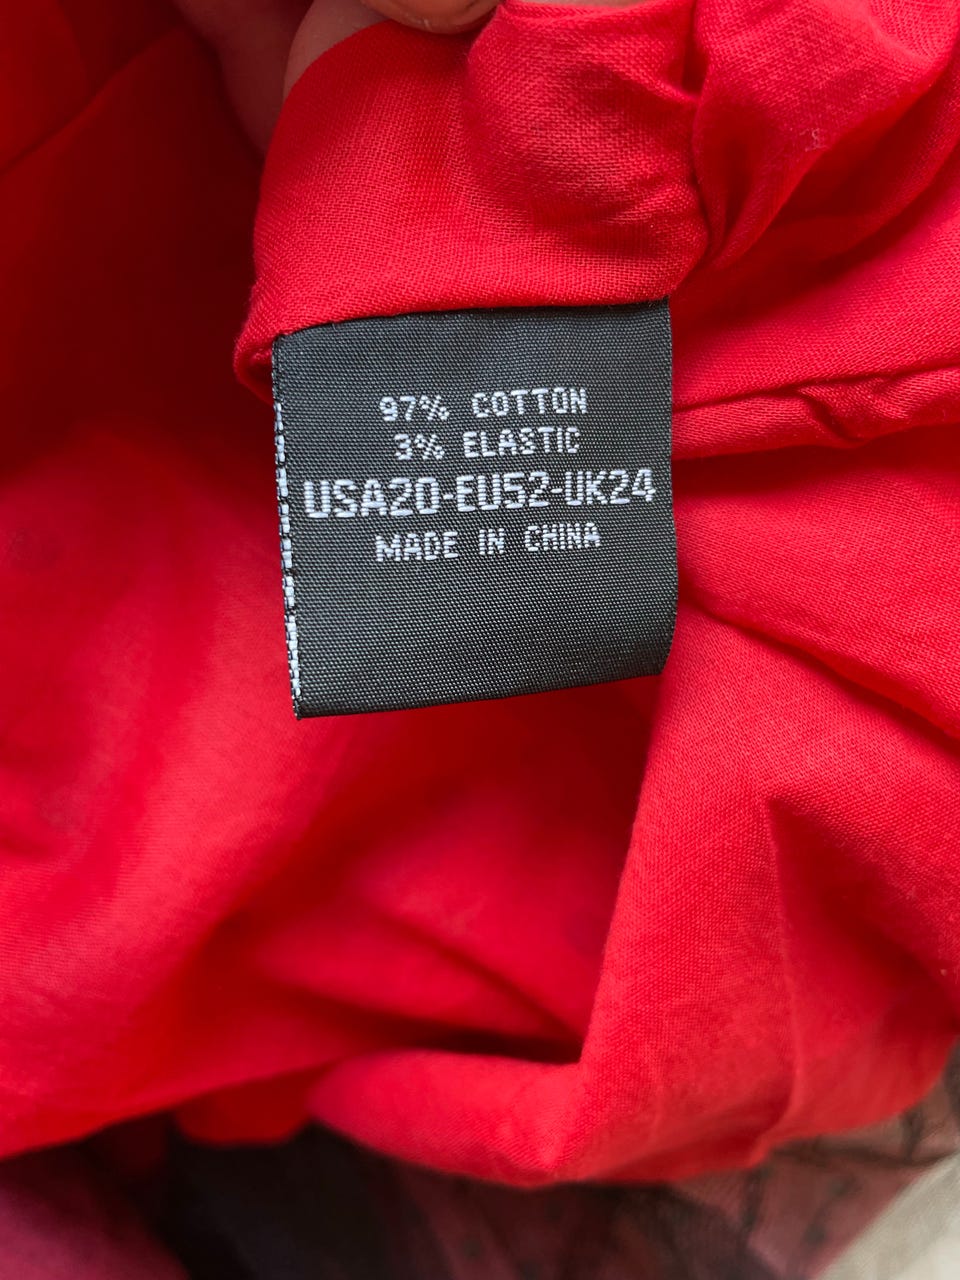 97% COTTON
3% ELASTIC
USA20-EU52-UK24
MADE IN CHINA